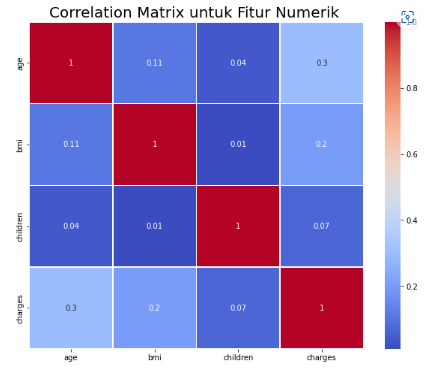 Correlation Matrix untuk Fitur Numerik
age 1 0.11 0.04 0.3
bmi 0.11 1 0.01 0.2
children 0.04 0.01 1 0.07
charges 0.3 0.2 0.07 1
age bmi children charges
1.0
0.8
0.6
0.4
0.2